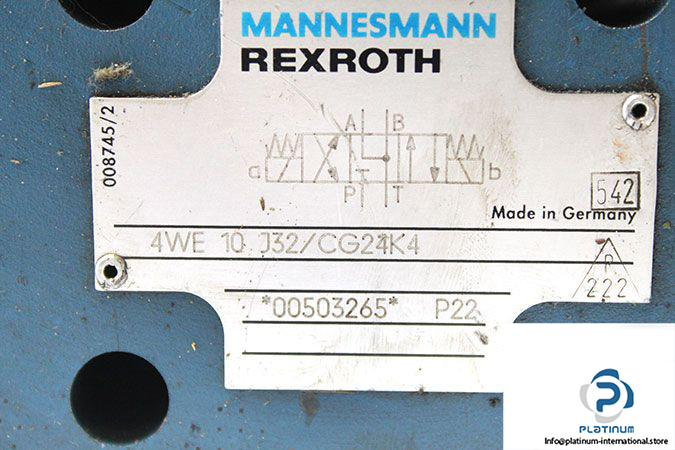 MANNESMANN
REXROTH
008745/2
A B
a b
P T
542
Made in Germany
4WE 10 J32/CG24K4
R
222
*00503265* P22
PLATINUM
Info@platinum-international.store